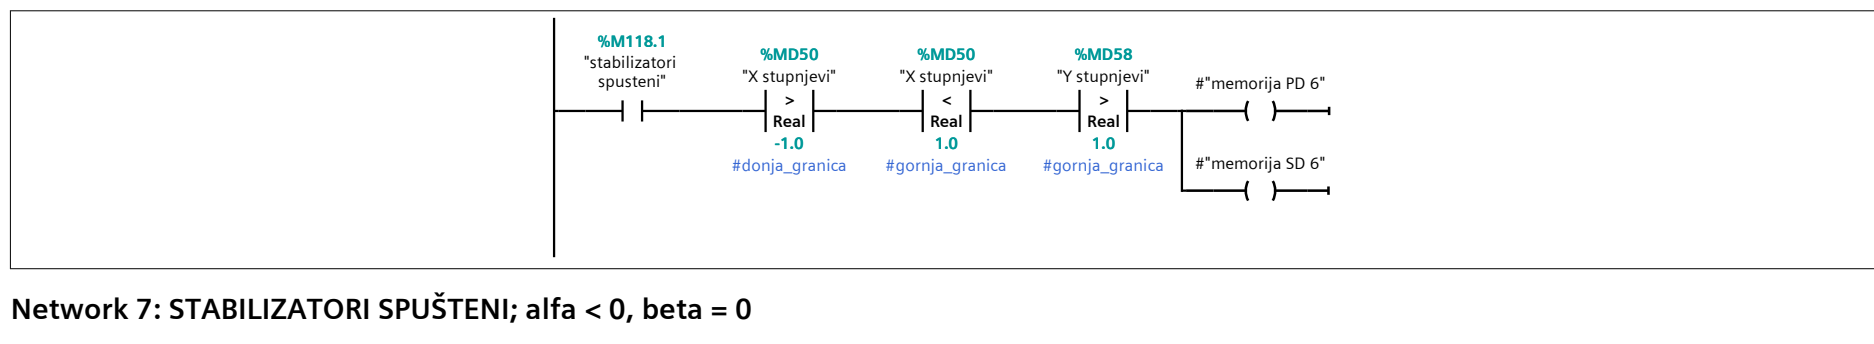 %M118.1
"stabilizatori
spusteni"
%MD50
"X stupnjevi"
>
Real
-1.0
#donja_granica
%MD50
"X stupnjevi"
<
Real
1.0
#gornja_granica
%MD58
"Y stupnjevi"
>
Real
1.0
#gornja_granica
#"memorija PD 6"
#"memorija SD 6"
Network 7: STABILIZATORI SPUŠTENI; alfa < 0, beta = 0